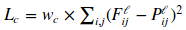 L_c = w_c × ∑_{i,j}(F^ℓ_{ij} − P^ℓ_{ij})^2